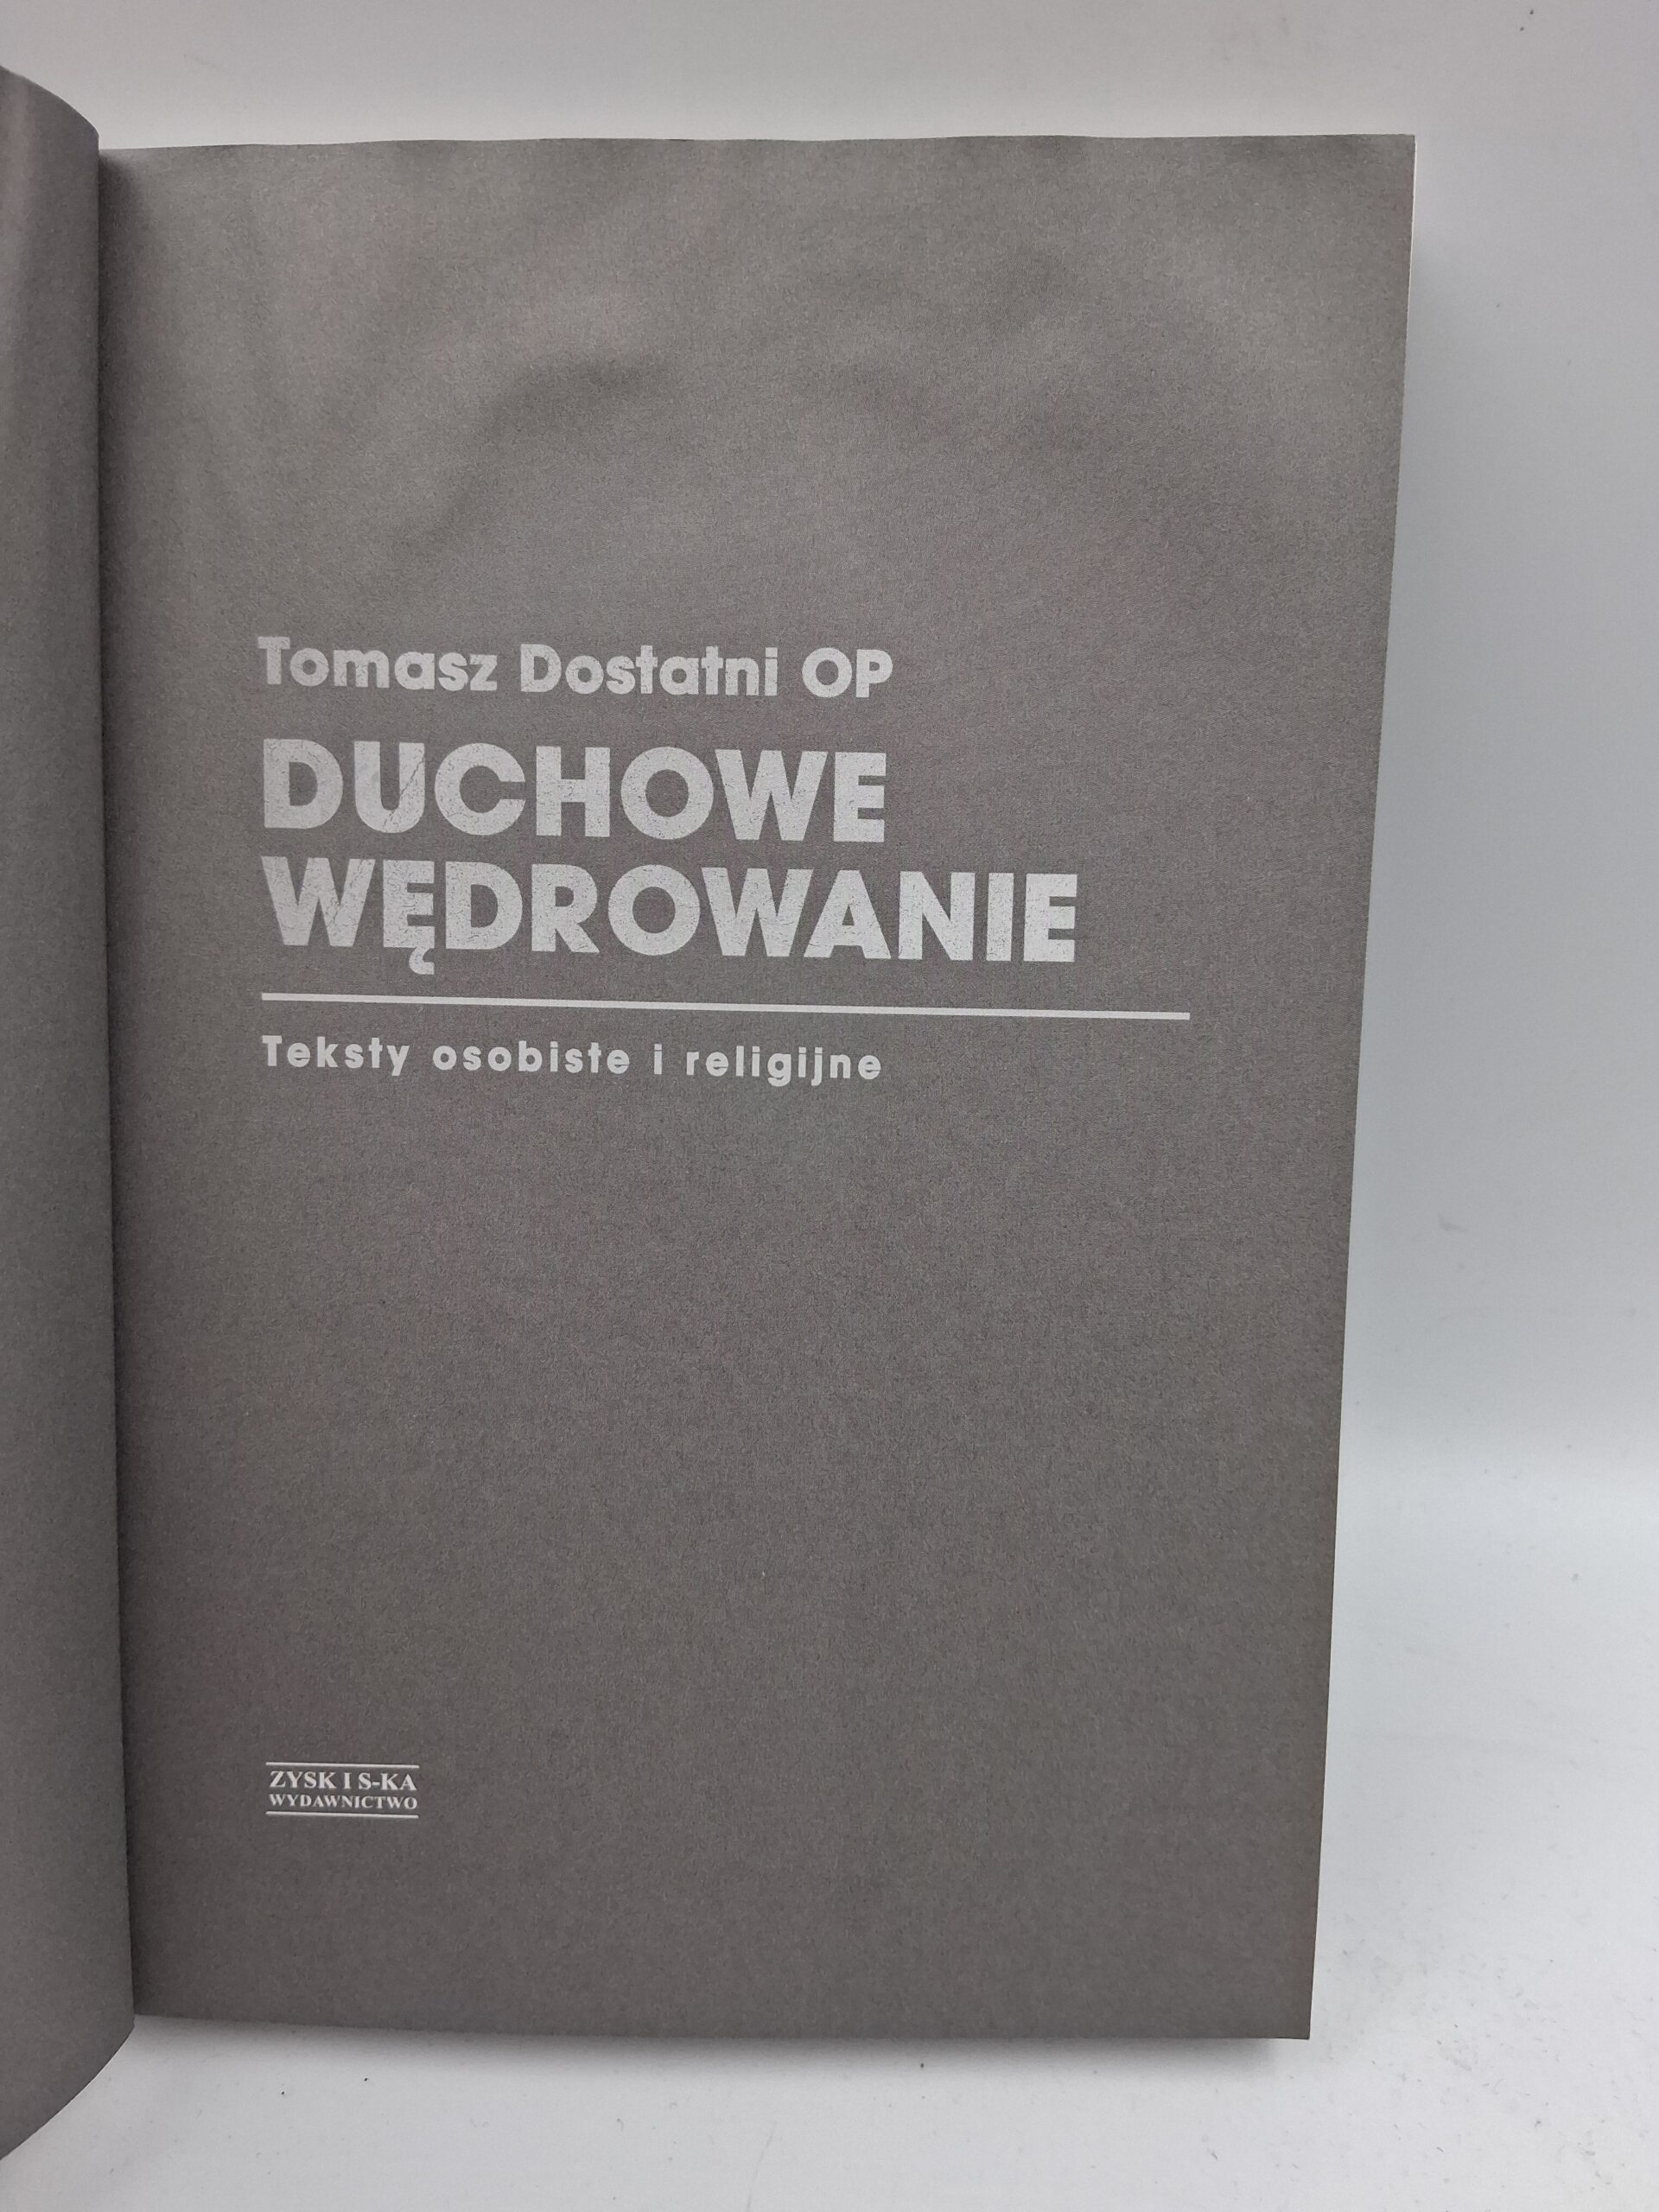 Tomasz Dostatni OP
DUCHOWE
WĘDROWANIE
Teksty osobiste i religijne
ZYSK I S-KA
WYDAWNICTWO